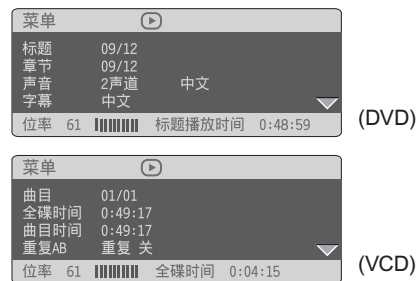 菜单
标题 09/12
章节 09/12
声音 2声道 中文
字幕 中文
位率 61 标题播放时间 0:48:59
(DVD)
菜单
曲目 01/01
全碟时间 0:49:17
曲目时间 0:49:17
重复AB 重复 关
位率 61 全碟时间 0:04:15
(VCD)